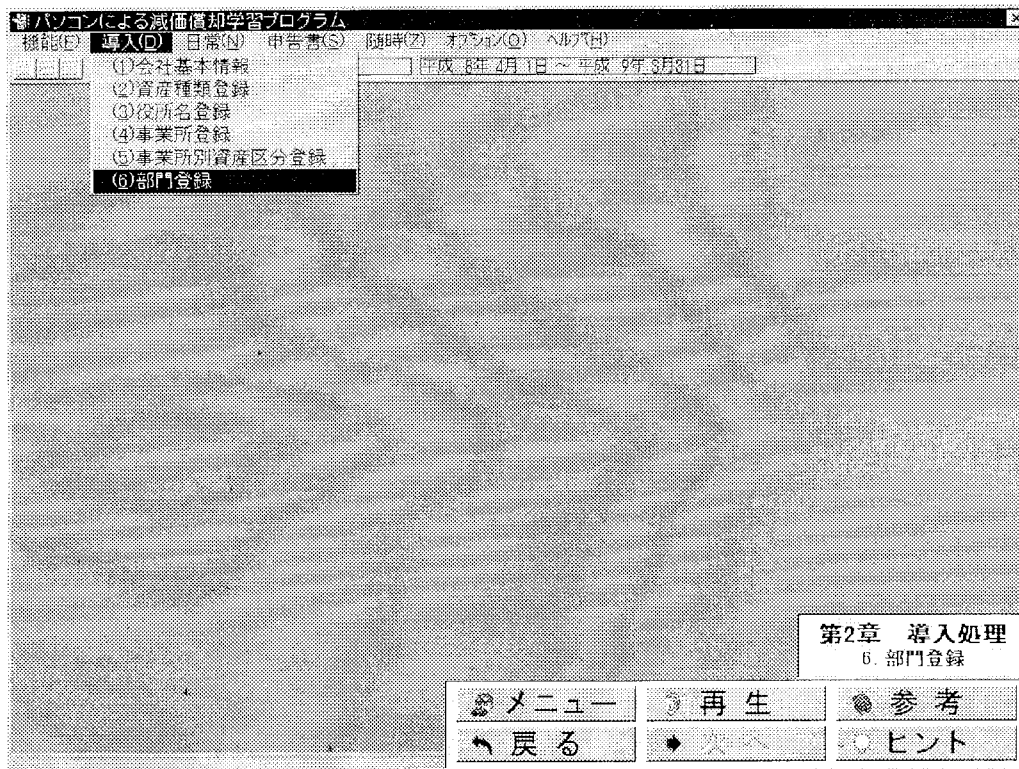 パソコンによる減価償却学習プログラム
機能(F) 導入(D) 日常(N) 申告書(S) 随時(Z) オプション(O) ヘルプ(H)
平成 8年 4月 1日 ～ 平成 9年 3月31日
(1)会社基本情報
(2)資産種類登録
(3)役所名登録
(4)事業所登録
(5)事業所別資産区分登録
(6)部門登録
第2章 導入処理
6. 部門登録
メニュー 再生 参考
戻る 次へ ヒント